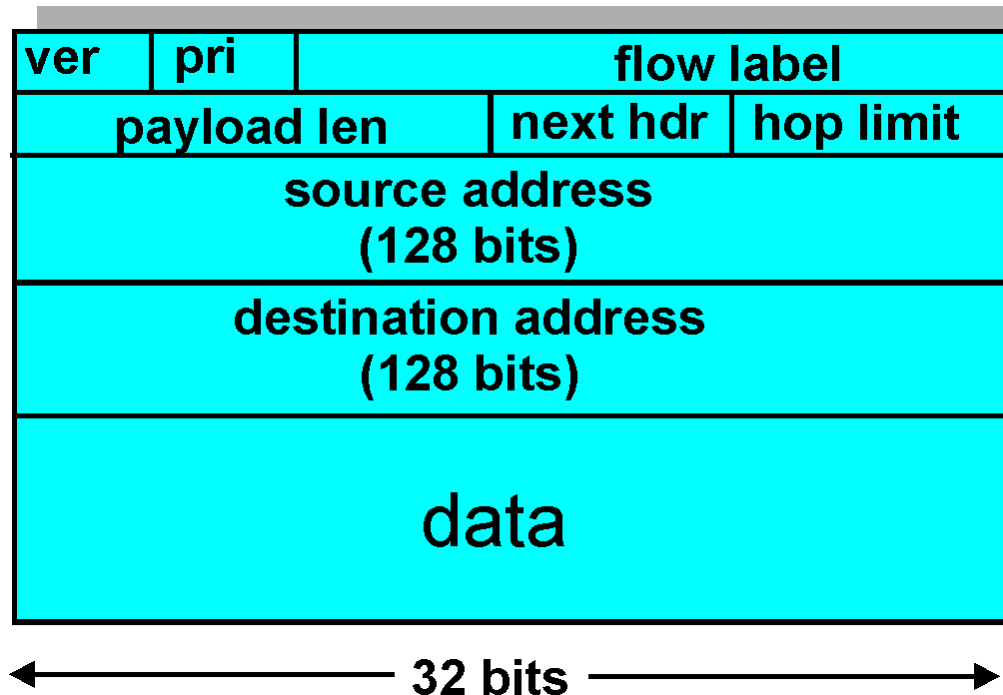 ver pri flow label
payload len next hdr hop limit
source address
(128 bits)
destination address
(128 bits)
data
32 bits